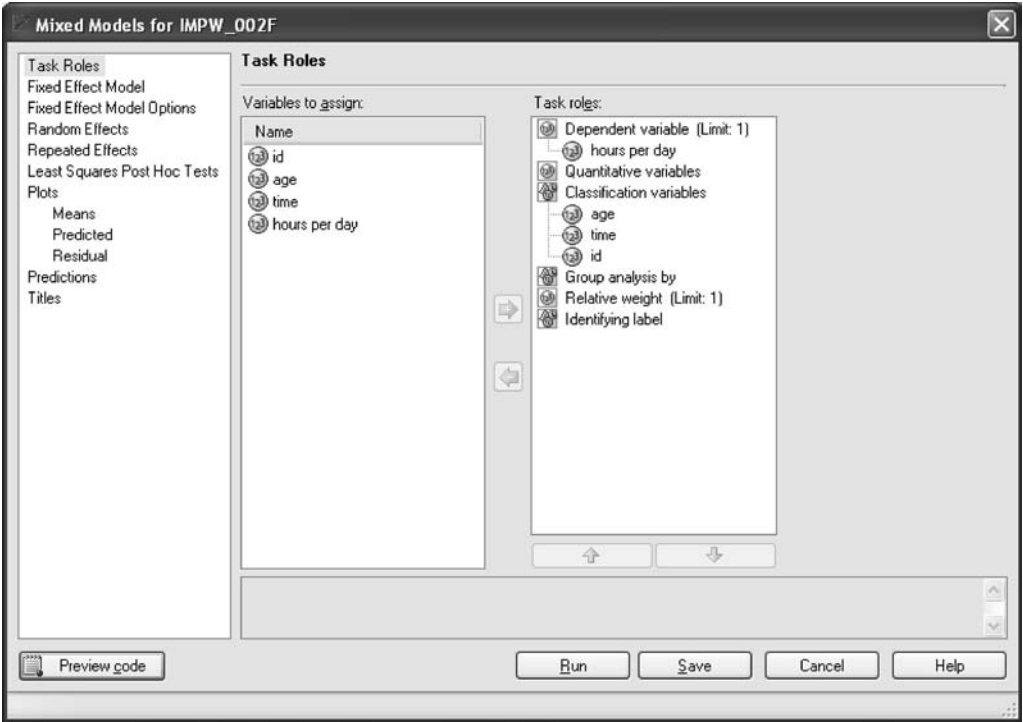 Mixed Models for IMPW_002F
Task Roles
Fixed Effect Model
Fixed Effect Model Options
Random Effects
Repeated Effects
Least Squares Post Hoc Tests
Plots
Means
Predicted
Residual
Predictions
Titles
Task Roles
Variables to assign:
Name
id
age
time
hours per day
Task roles:
Dependent variable (Limit: 1)
hours per day
Quantitative variables
Classification variables
age
time
id
Group analysis by
Relative weight (Limit: 1)
Identifying label
Preview code
Run
Save
Cancel
Help